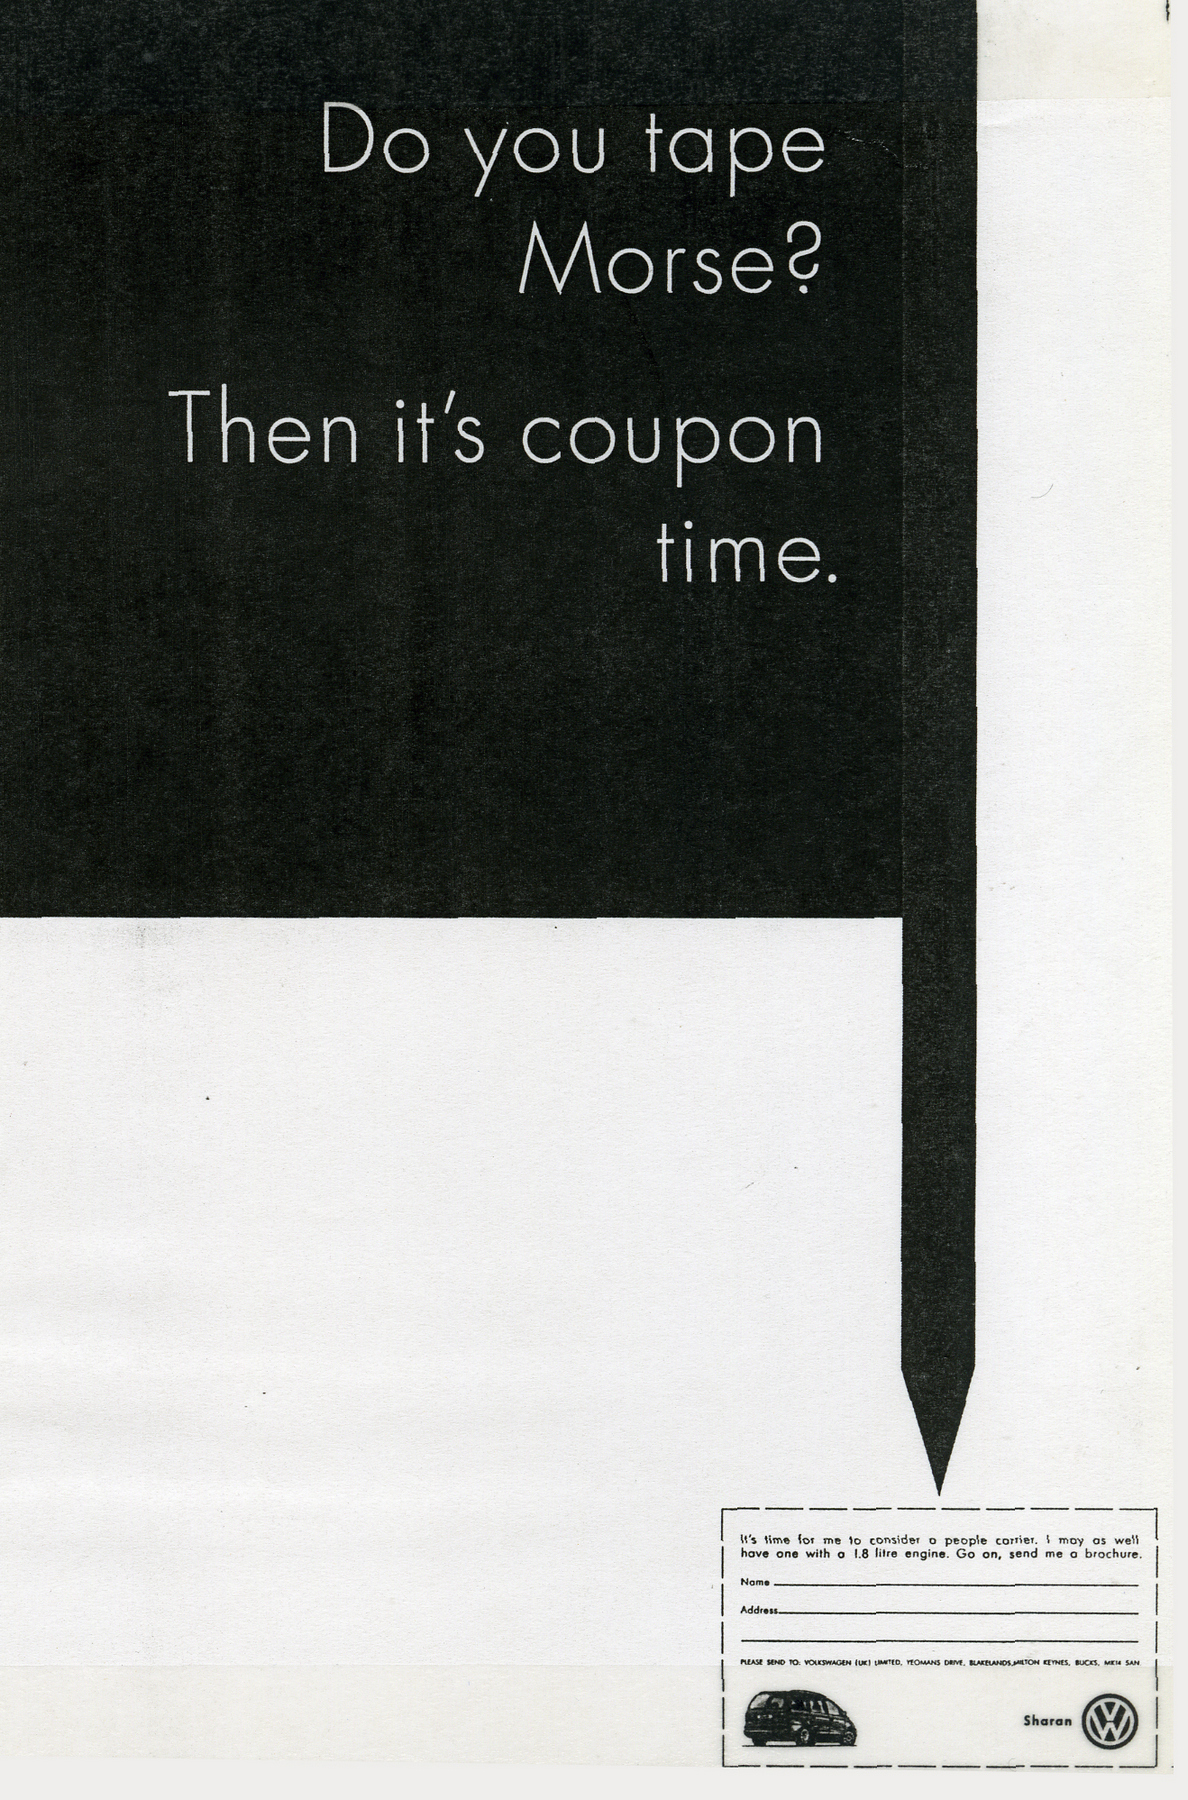 Do you tape
Morse?
Then it's coupon
time.
It's time for me to consider a people carrier. I may as well
have one with a 1.8 litre engine. Go on, send me a brochure.
Name
Address
PLEASE SEND TO: VOLKSWAGEN (UK) LIMITED, YEOMANS DRIVE, BLAKELANDS, MILTON KEYNES, BUCKS, MK14 5AN
Sharan